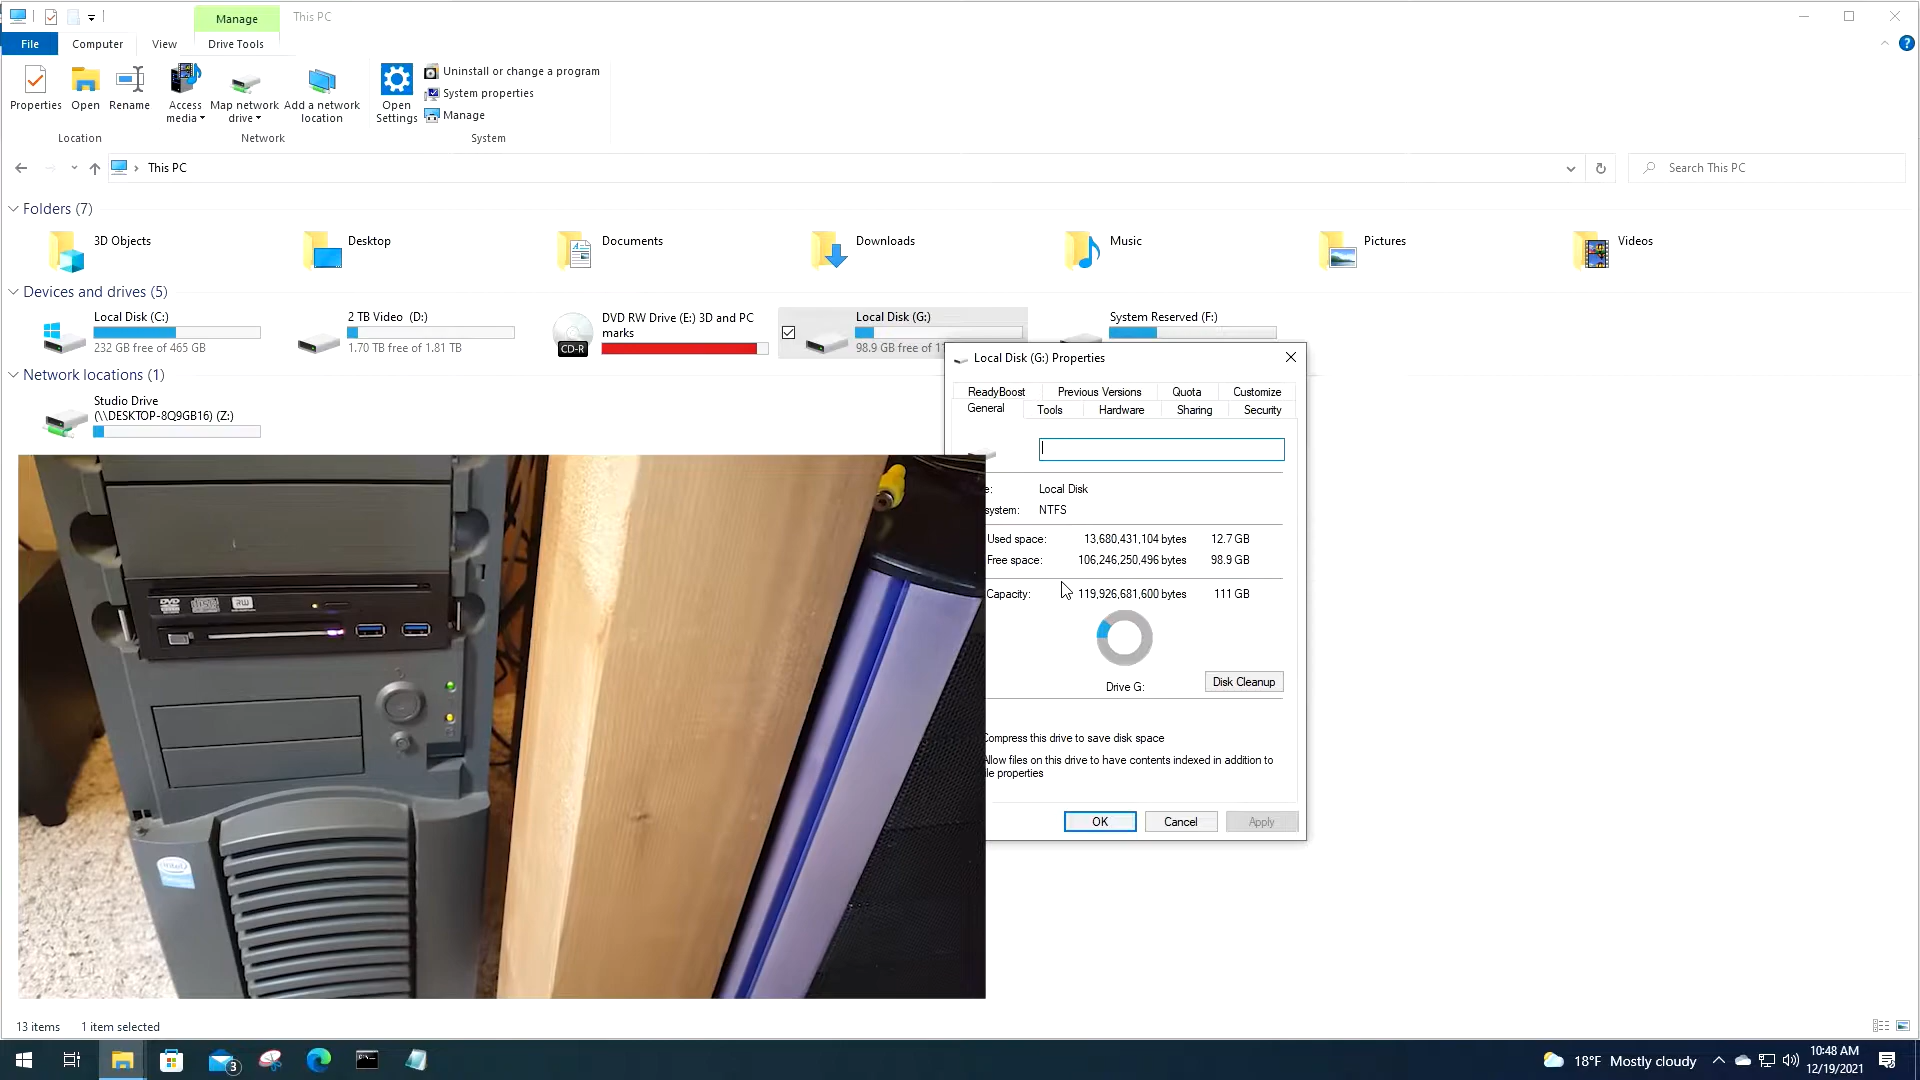 Manage
This PC
File
Computer
View
Drive Tools
Properties
Open
Rename
Access media
Map network drive
Add a network location
Open Settings
Uninstall or change a program
System properties
Manage
Location
Network
System
This PC
Search This PC
Folders (7)
3D Objects
Desktop
Documents
Downloads
Music
Pictures
Videos
Devices and drives (5)
Local Disk (C:)
232 GB free of 465 GB
2 TB Video (D:)
1.70 TB free of 1.81 TB
DVD RW Drive (E:) 3D and PC
marks
CD-R
Local Disk (G:)
98.9 GB free of 11
System Reserved (F:)
Network locations (1)
Studio Drive
(\\DESKTOP-8Q9GB16) (Z:)
Local Disk (G:) Properties
ReadyBoost
Previous Versions
Quota
Customize
General
Tools
Hardware
Sharing
Security
e: Local Disk
system: NTFS
Used space: 13,680,431,104 bytes 12.7 GB
Free space: 106,246,250,496 bytes 98.9 GB
Capacity: 119,926,681,600 bytes 111 GB
Drive G:
Disk Cleanup
Compress this drive to save disk space
Allow files on this drive to have contents indexed in addition to
le properties
OK
Cancel
Apply
DVD
RW
13 items
1 item selected
3
18°F Mostly cloudy
10:48 AM
12/19/2021